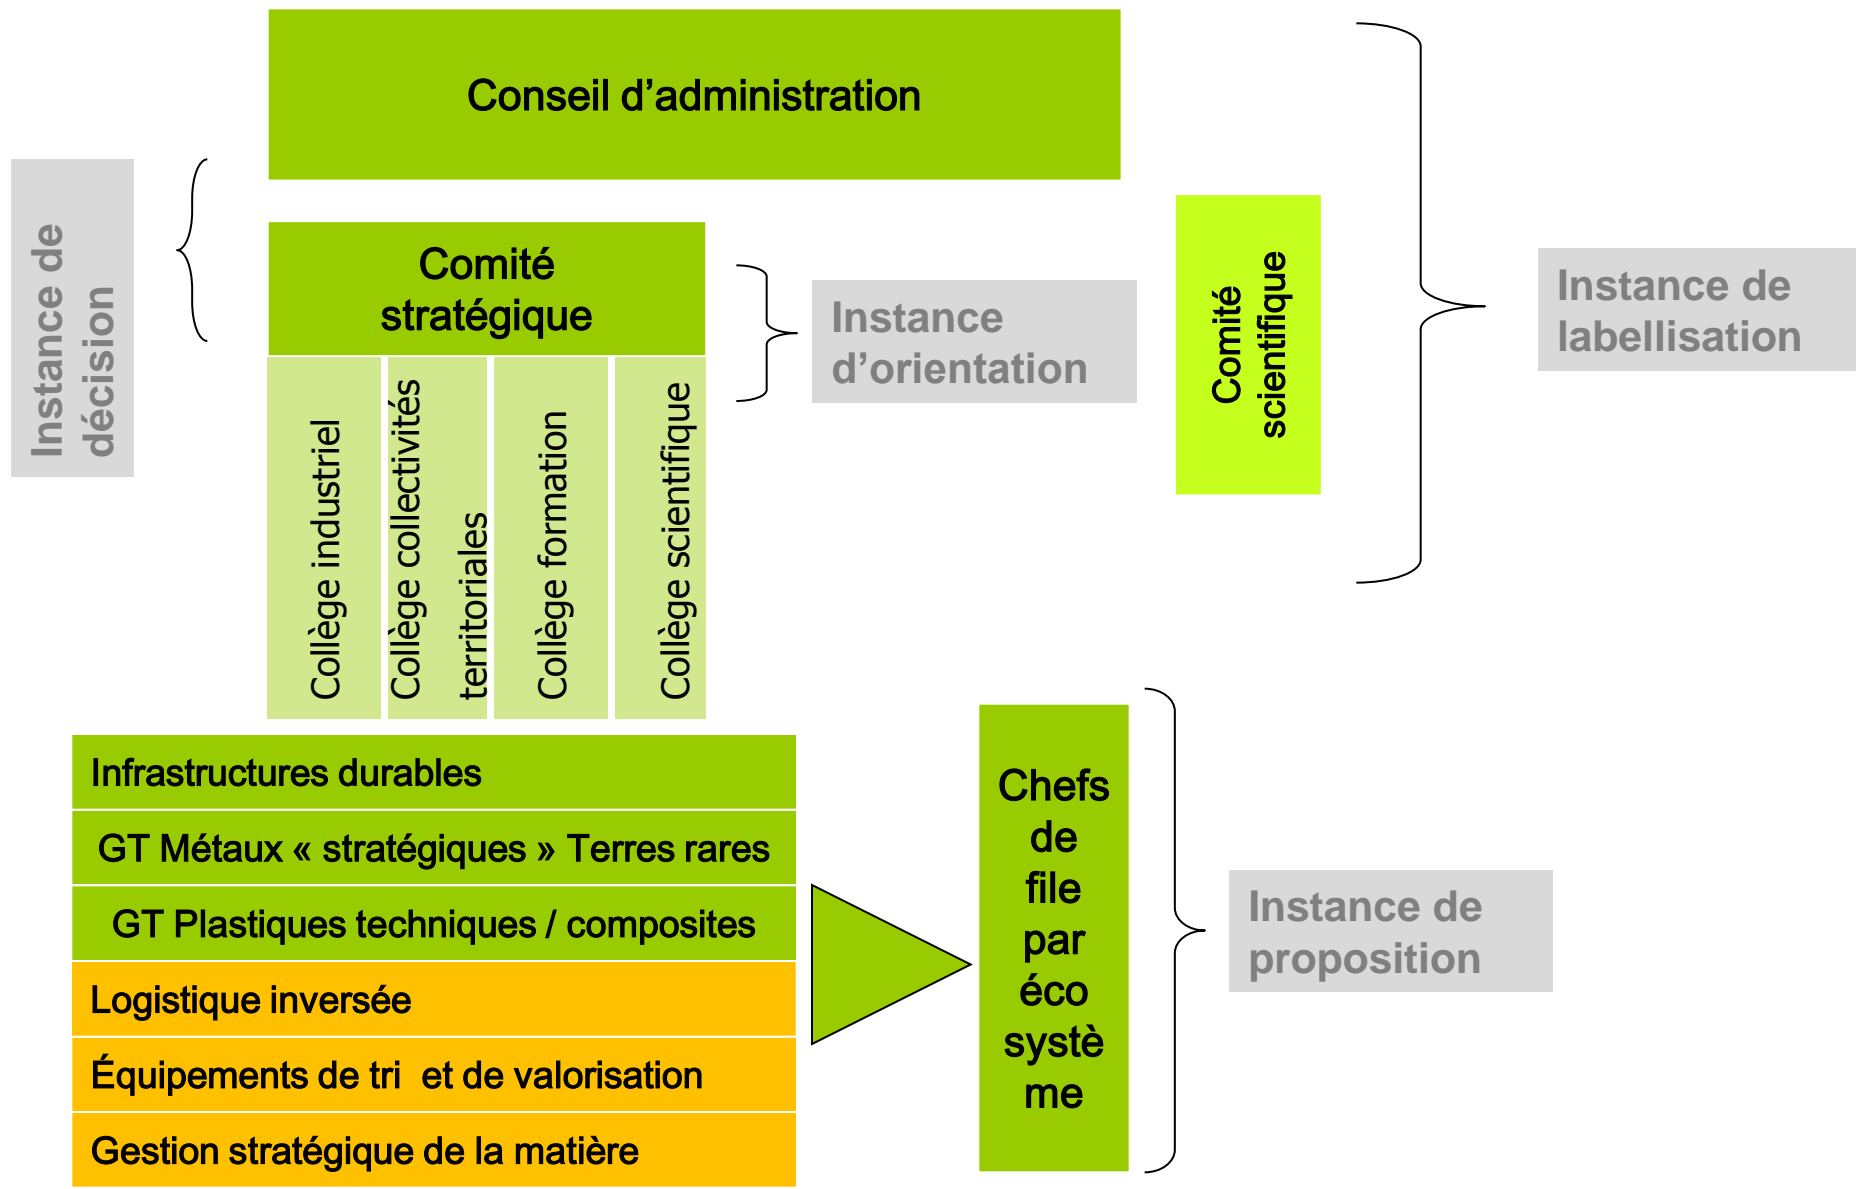 Conseil d’administration
Instance de
décision
Comité
stratégique
Instance
d’orientation
Comité
scientifique
Instance de
labellisation
Collège industriel
Collège collectivités
territoriales
Collège formation
Collège scientifique
Infrastructures durables
GT Métaux « stratégiques » Terres rares
GT Plastiques techniques / composites
Logistique inversée
Équipements de tri  et de valorisation
Gestion stratégique de la matière
Chefs
de
file
par
éco
systè
me
Instance de
proposition